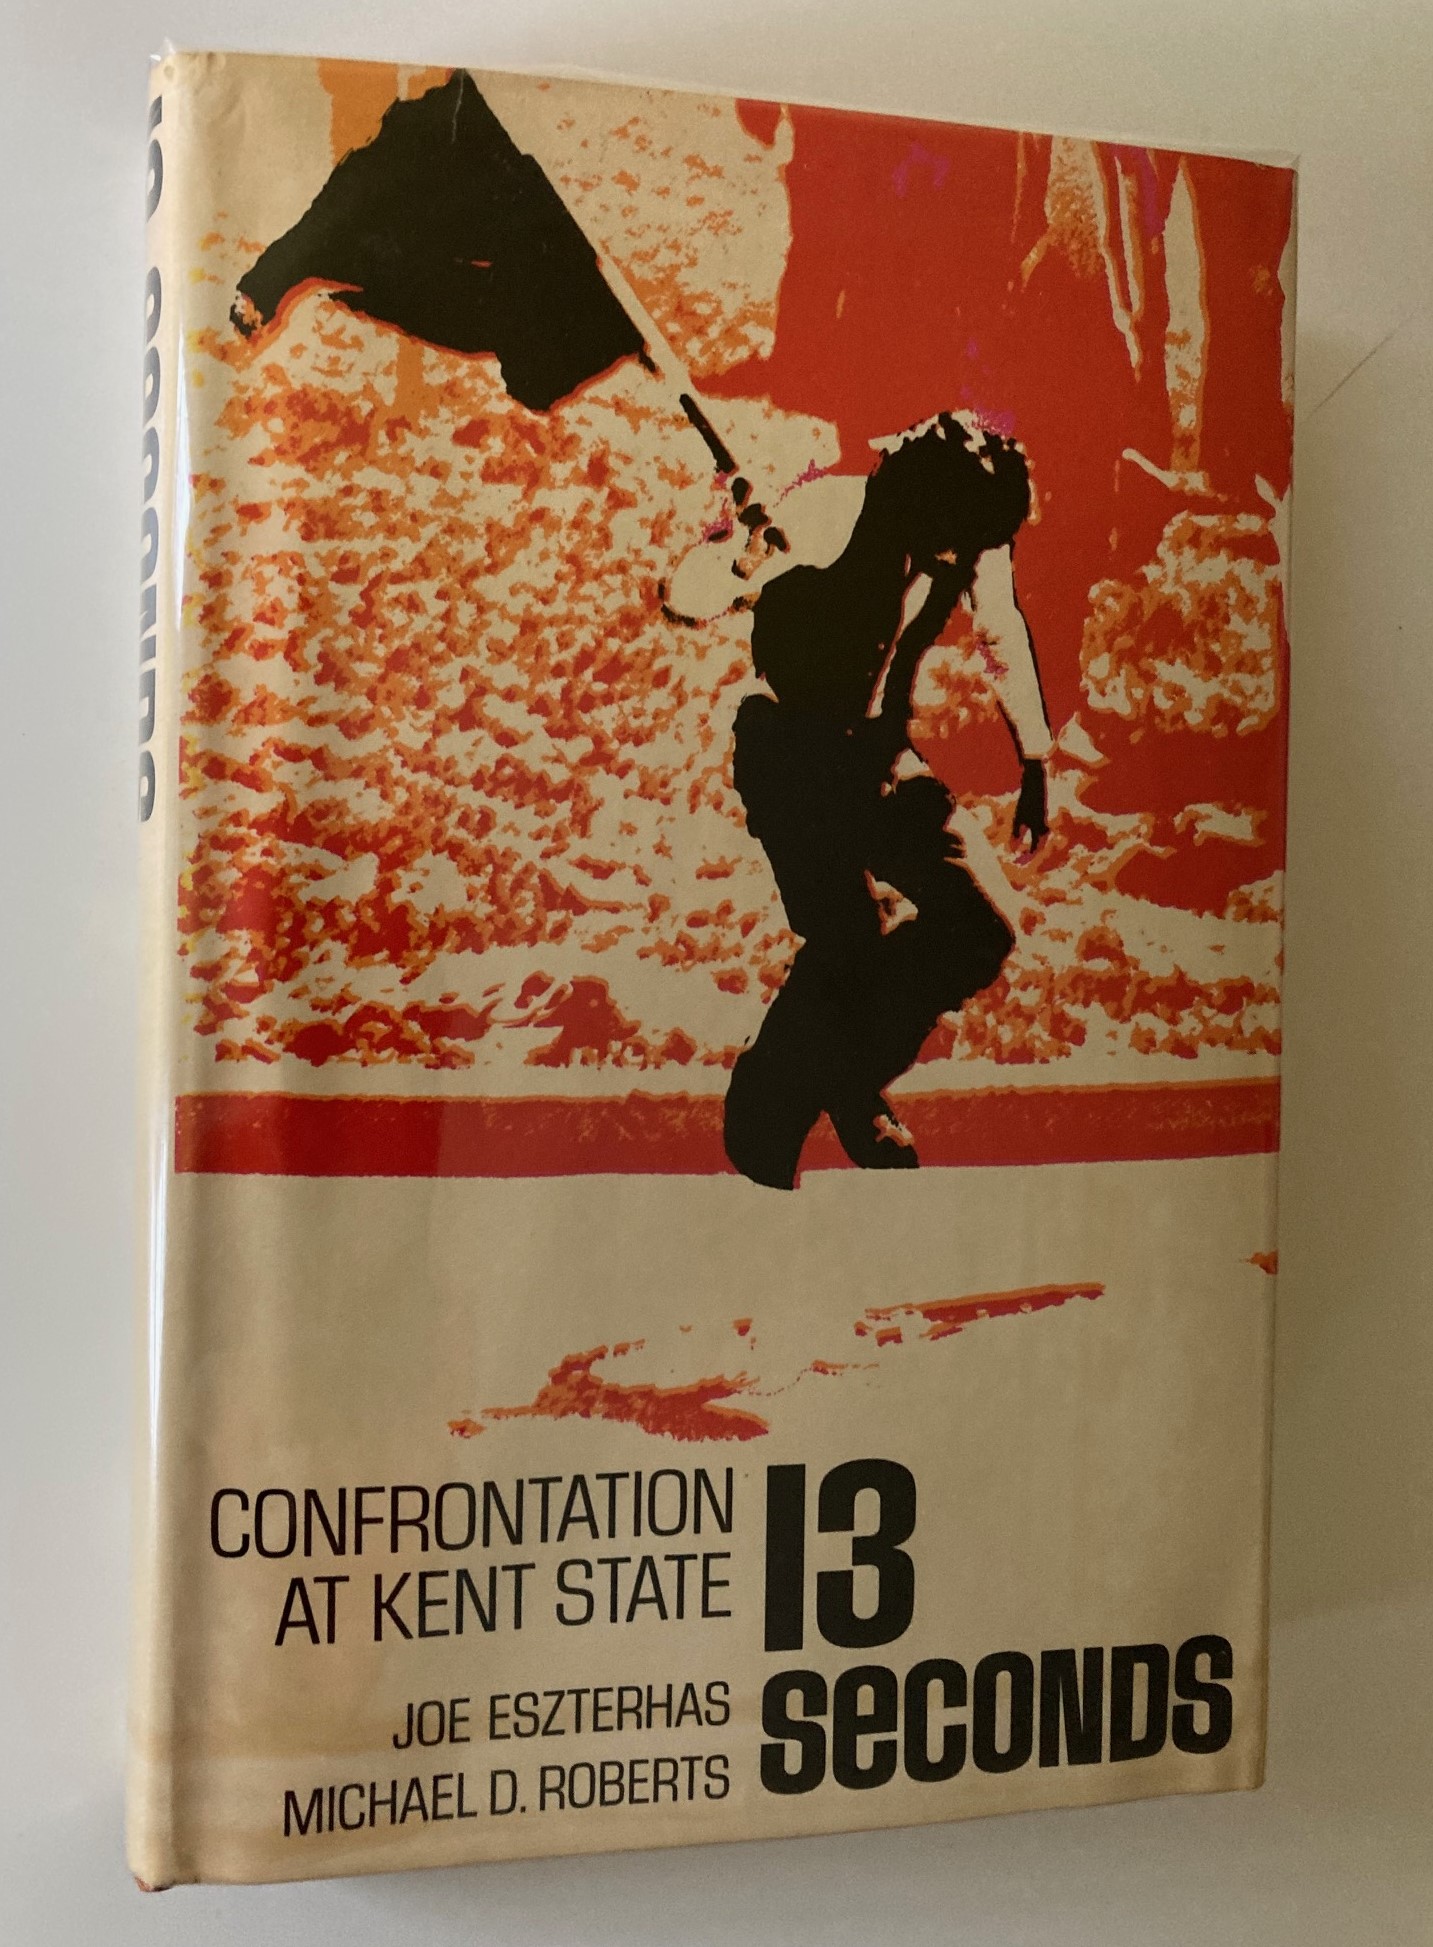 CONFRONTATION
AT KENT STATE
13
SECONDS
JOE ESZTERHAS
MICHAEL D. ROBERTS